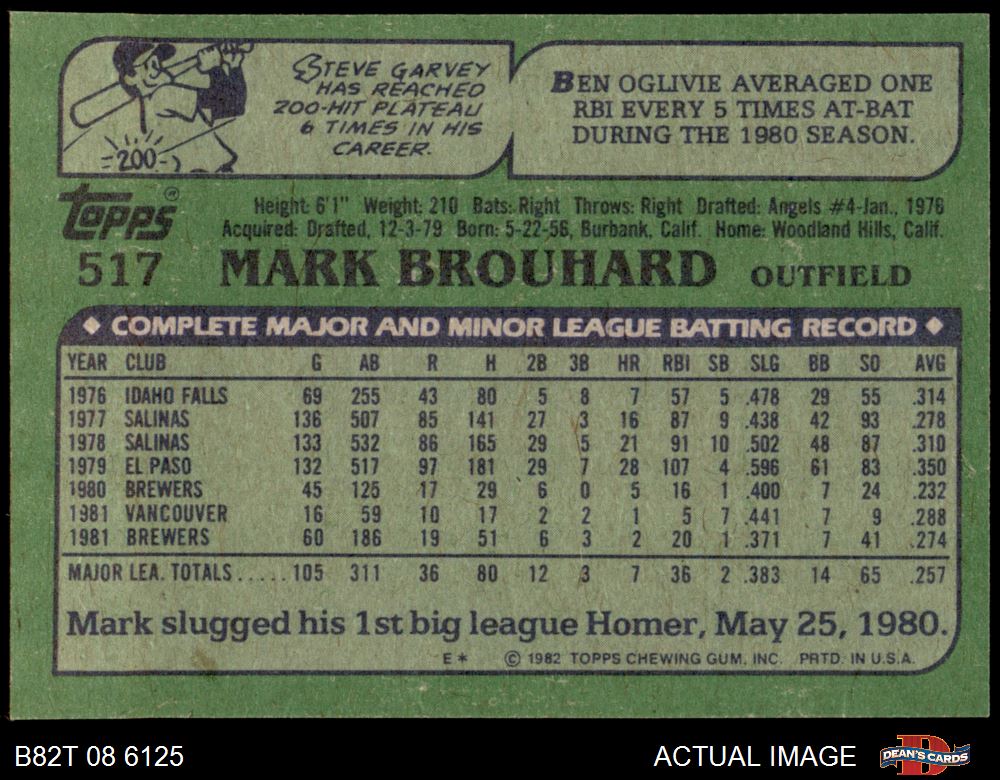 STEVE GARVEY
HAS REACHED
200-HIT PLATEAU
6 TIMES IN HIS
CAREER.
200
BEN OGLIVIE AVERAGED ONE
RBI EVERY 5 TIMES AT-BAT
DURING THE 1980 SEASON.
Topps®
Height: 6'1" Weight: 210 Bats: Right Throws: Right Drafted: Angels #4-Jan., 1976
Acquired: Drafted, 12-3-79 Born: 5-22-56, Burbank, Calif. Home: Woodland Hills, Calif.
517 MARK BROUHARD OUTFIELD
◆ COMPLETE MAJOR AND MINOR LEAGUE BATTING RECORD ◆
YEAR CLUB G AB R H 2B 3B HR RBI SB SLG BB SO AVG
1976 IDAHO FALLS 69 255 43 80 5 8 7 57 5 .478 29 55 .314
1977 SALINAS 136 507 85 141 27 3 16 87 9 .438 42 93 .278
1978 SALINAS 133 532 86 165 29 5 21 91 10 .502 48 87 .310
1979 EL PASO 132 517 97 181 29 7 28 107 4 .596 61 83 .350
1980 BREWERS 45 125 17 29 6 0 5 16 1 .400 7 24 .232
1981 VANCOUVER 16 59 10 17 2 2 1 5 7 .441 7 9 .288
1981 BREWERS 60 186 19 51 6 3 2 20 1 .371 7 41 .274
MAJOR LEA. TOTALS.....105 311 36 80 12 3 7 36 2 .383 14 65 .257
Mark slugged his 1st big league Homer, May 25, 1980.
E* © 1982 TOPPS CHEWING GUM, INC. PRTD. IN U.S.A.
B82T 08 6125 ACTUAL IMAGE DEAN'S CARDS